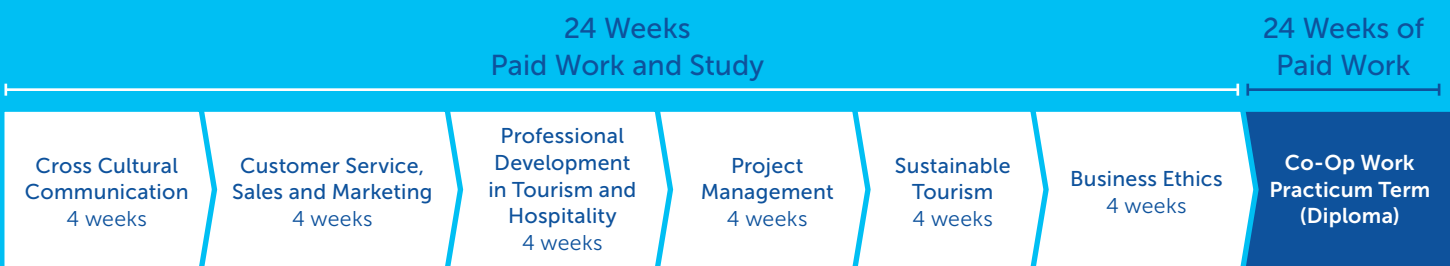 24 Weeks
Paid Work and Study
24 Weeks of
Paid Work
Cross Cultural
Communication
4 weeks
Customer Service,
Sales and Marketing
4 weeks
Professional
Development
in Tourism and
Hospitality
4 weeks
Project
Management
4 weeks
Sustainable
Tourism
4 weeks
Business Ethics
4 weeks
Co-Op Work
Practicum Term
(Diploma)